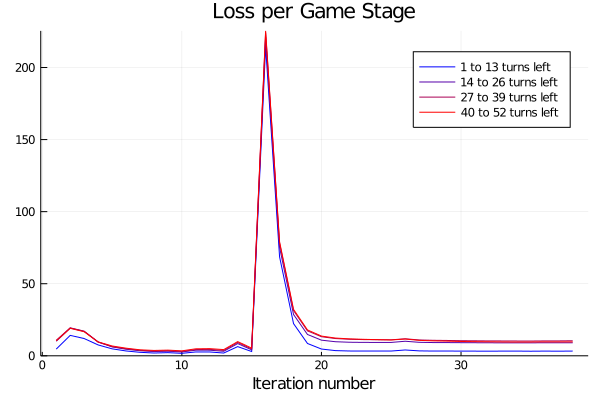 Loss per Game Stage
1 to 13 turns left
14 to 26 turns left
27 to 39 turns left
40 to 52 turns left
200
150
100
50
0
0 10 20 30
Iteration number